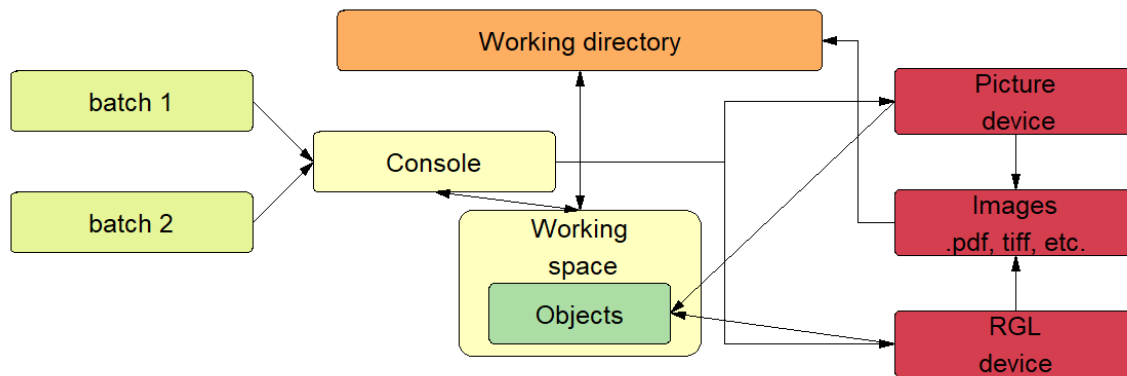 Working directory
batch 1
Picture
device
Console
batch 2
Images
.pdf, tiff, etc.
Working
space
Objects
RGL
device